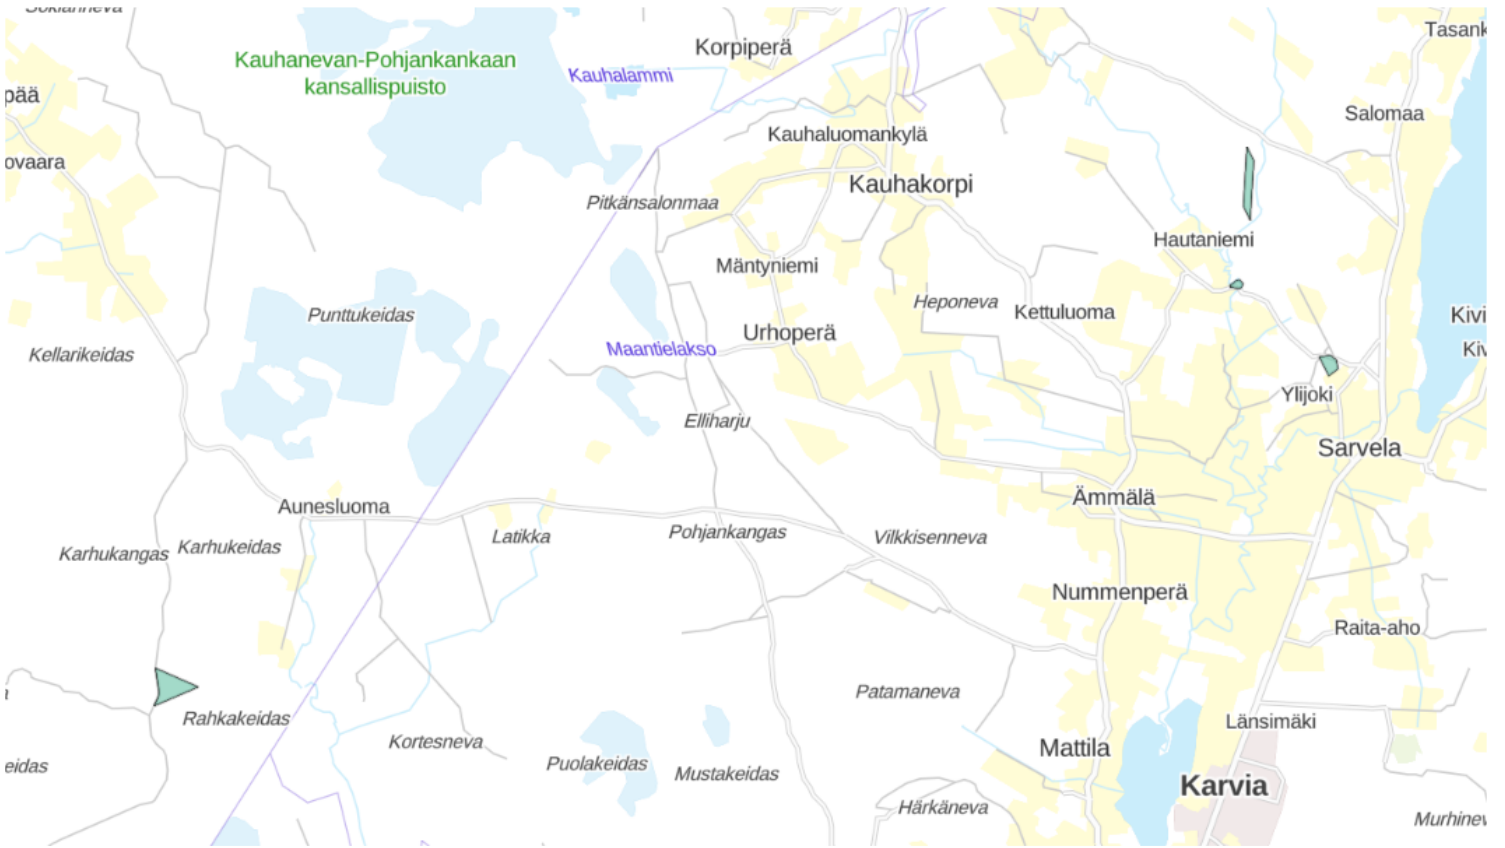 Sokianneva
Tasank
Korpiperä
Kauhanevan-Pohjankankaan
kansallispuisto
Kauhalammi
pää
Salomaa
Kauhaluomankylä
ovaara
Kauhakorpi
Pitkänsalonmaa
Hautaniemi
Mäntyniemi
Heponeva
Kettuluoma
Punttukeidas
Kivi
Urhoperä
Maantielakso
Kiv
Kellarikeidas
Ylijoki
Elliharju
Sarvela
Ämmälä
Aunesluoma
Pohjankangas
Latikka
Vilkkisenneva
Karhukeidas
Karhukangas
Nummenperä
Raita-aho
Patamaneva
Rahkakeidas
Länsimäki
Kortesneva
Mattila
Puolakeidas
eidas
Mustakeidas
Karvia
Härkäneva
Murhinev